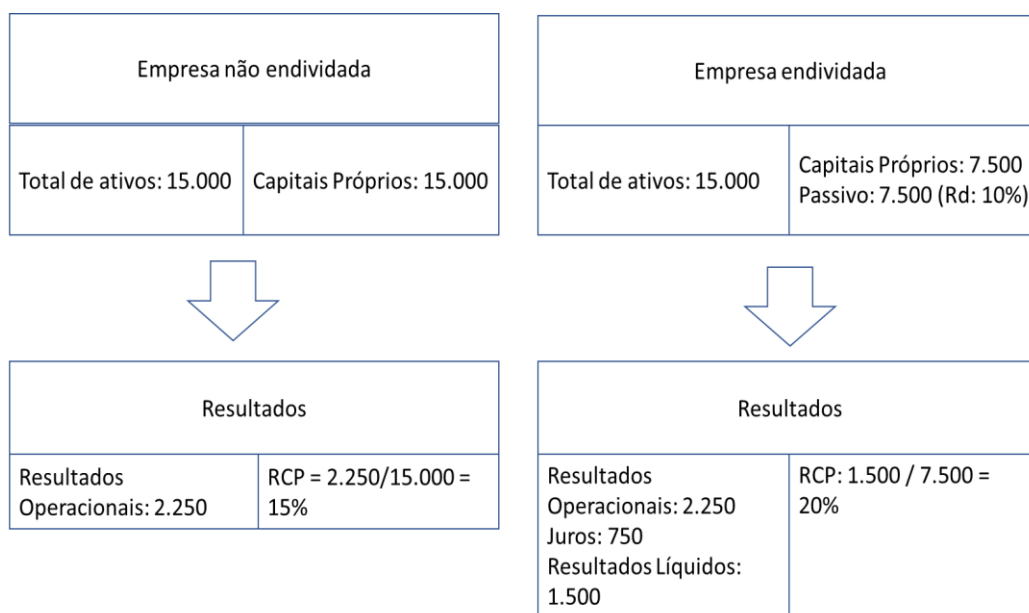 Empresa não endividada
Total de ativos: 15.000
Capitais Próprios: 15.000
Resultados
Resultados
Operacionais: 2.250
RCP = 2.250/15.000 =
15%
Empresa endividada
Total de ativos: 15.000
Capitais Próprios: 7.500
Passivo: 7.500 (Rd: 10%)
Resultados
Resultados
Operacionais: 2.250
Juros: 750
Resultados Líquidos:
1.500
RCP: 1.500 / 7.500 =
20%